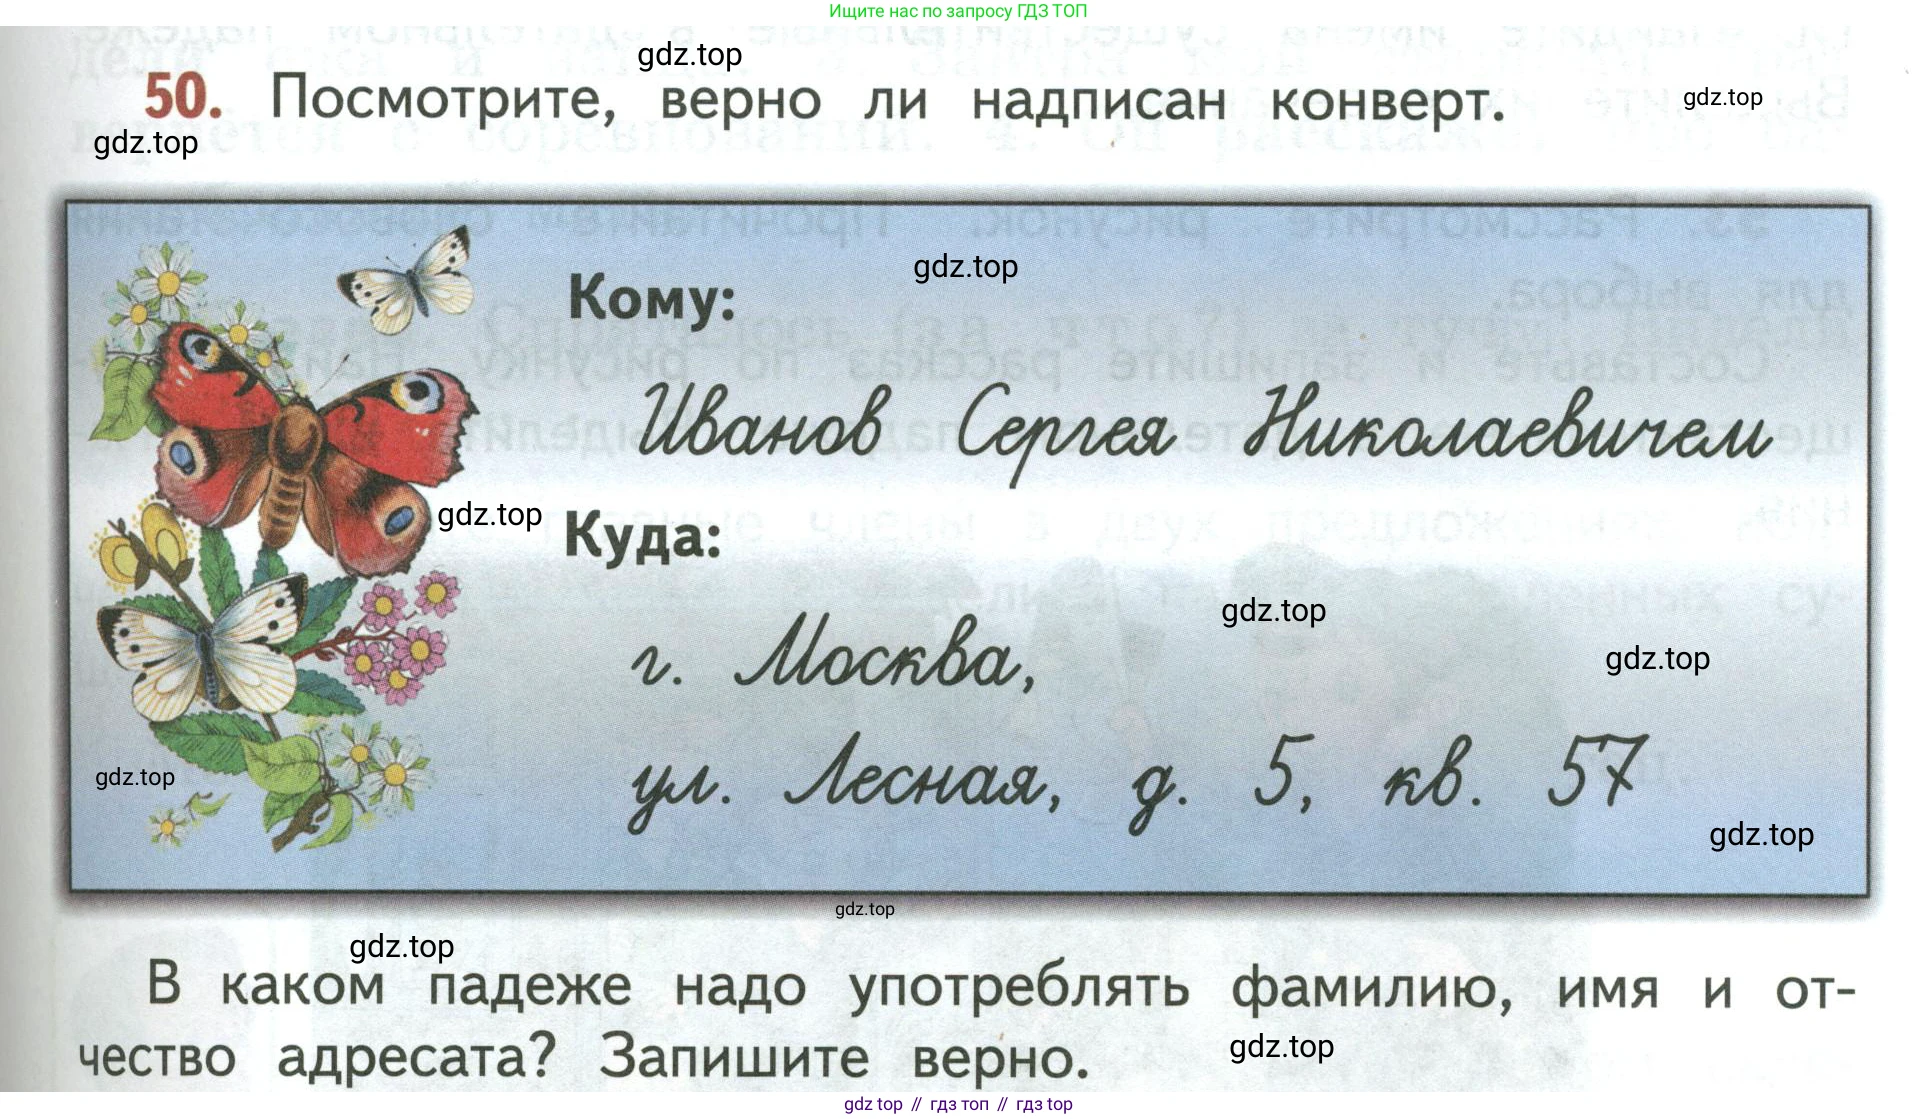 Ищите нас по запросу ГДЗ ТОП
gdz.top
50. Посмотрите, верно ли надписан конверт.
gdz.top
gdz.top
gdz.top
Кому:
Иванов Сергея Николаевичем
gdz.top
Куда:
gdz.top
г. Москва,
gdz.top
ул. Лесная, д. 5, кв. 57
gdz.top
gdz.top
gdz.top
gdz.top
В каком падеже надо употреблять фамилию, имя и от-
чество адресата? Запишите верно.
gdz.top
gdz top // гдз топ // гдз top